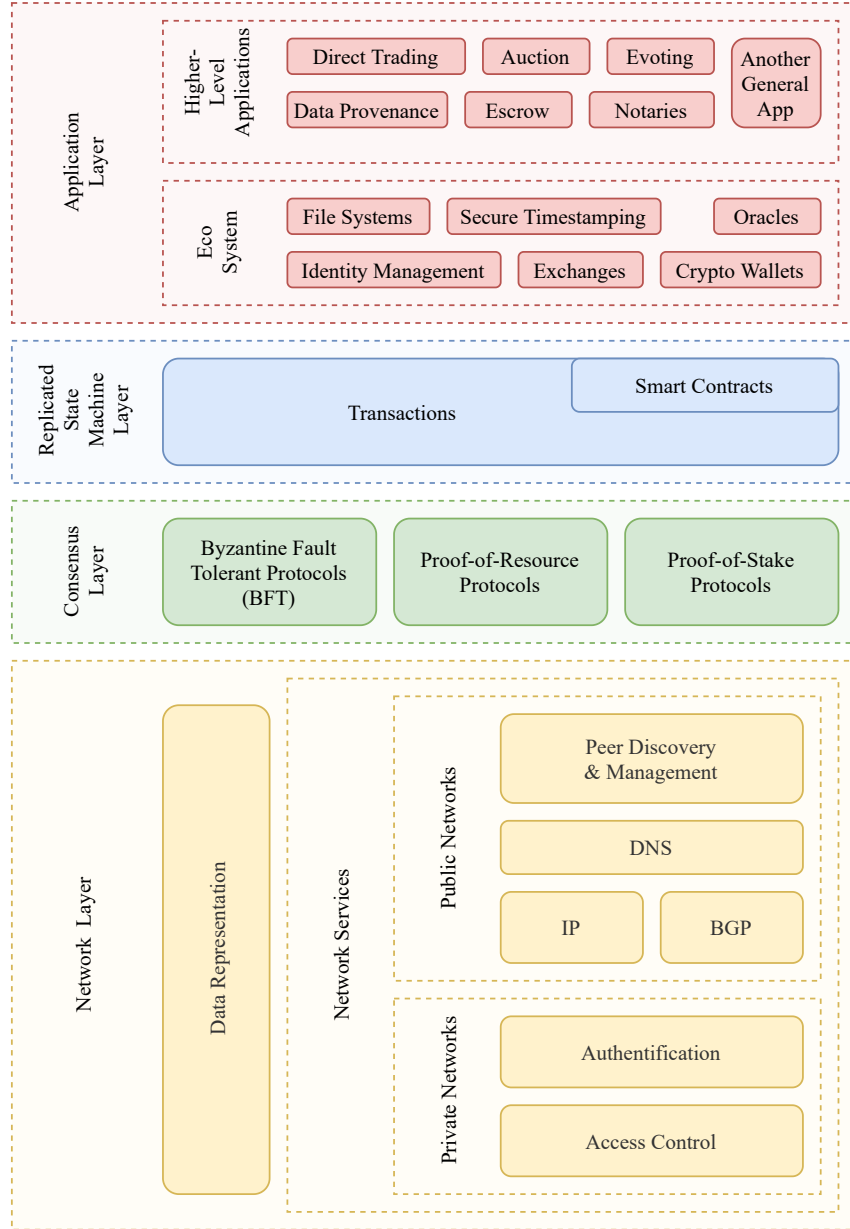 Application
Layer
Higher-
Level
Applications
Direct Trading
Auction
Evoting
Another
General
App
Data Provenance
Escrow
Notaries
Eco
System
File Systems
Secure Timestamping
Oracles
Identity Management
Exchanges
Crypto Wallets
Replicated
State
Machine
Layer
Transactions
Smart Contracts
Consensus
Layer
Byzantine Fault
Tolerant Protocols
(BFT)
Proof-of-Resource
Protocols
Proof-of-Stake
Protocols
Network Layer
Data Representation
Network Services
Public Networks
Peer Discovery
& Management
DNS
IP
BGP
Private Networks
Authentification
Access Control